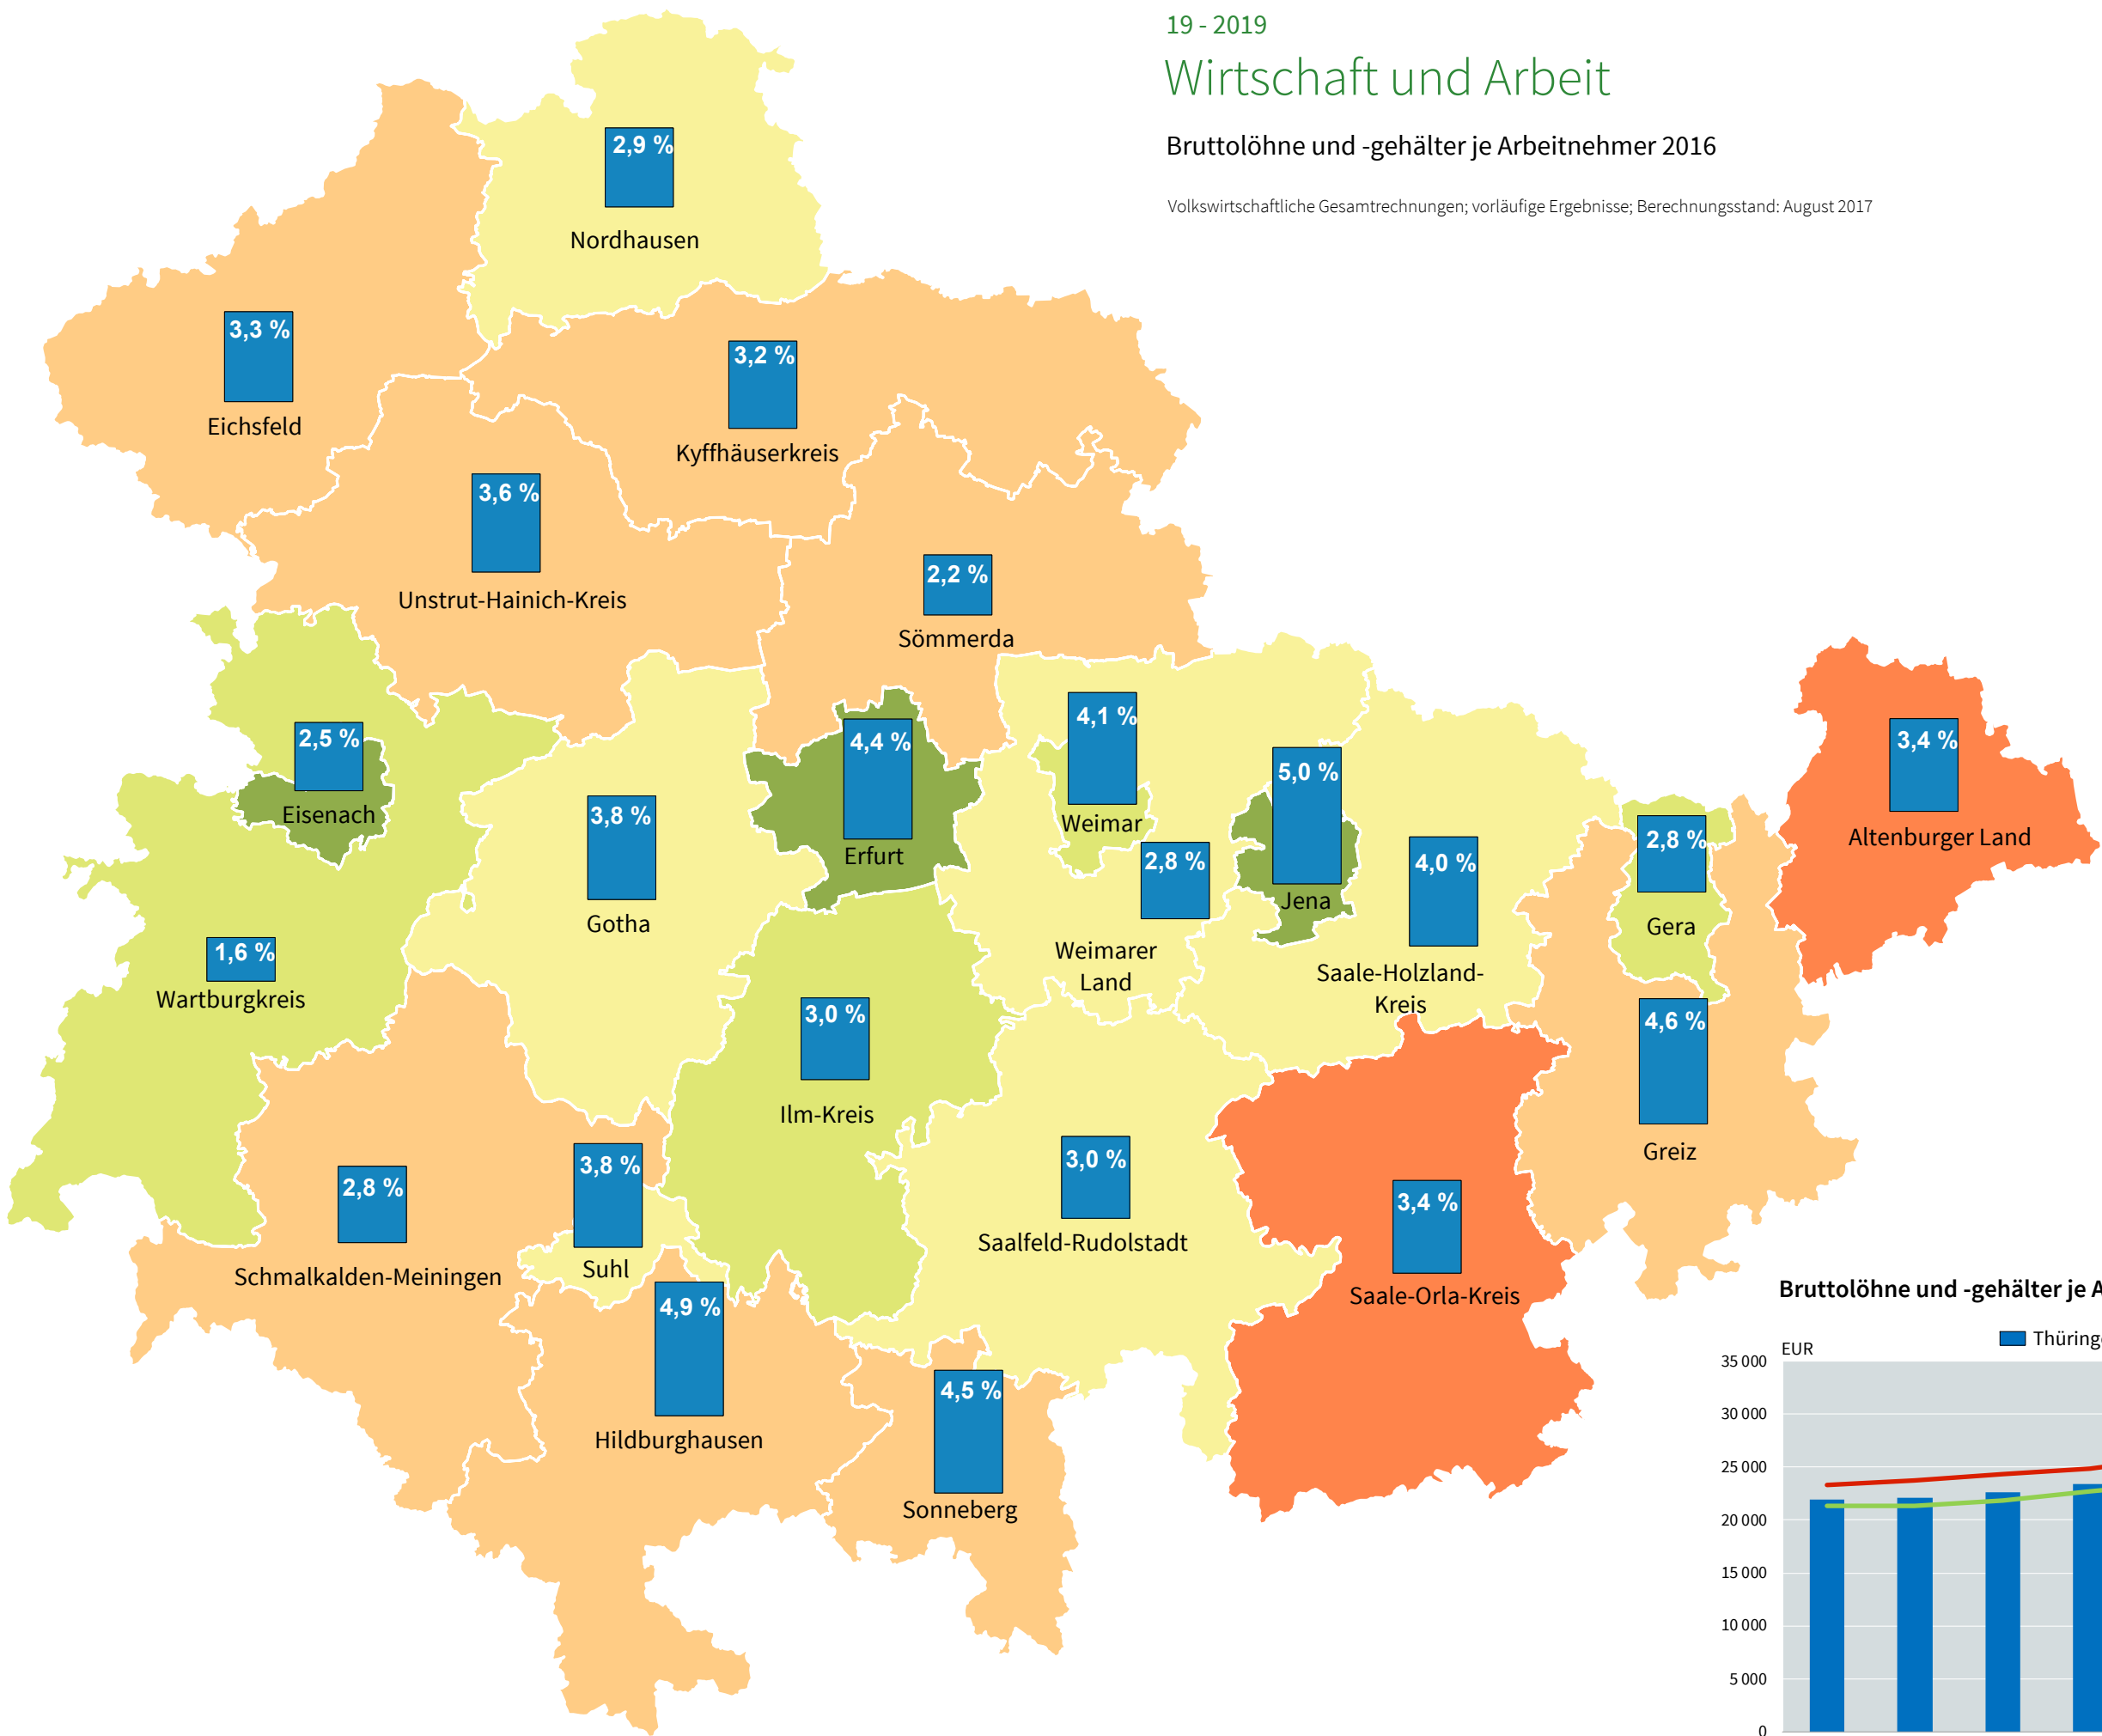 19 - 2019
Wirtschaft und Arbeit
Bruttolöhne und -gehälter je Arbeitnehmer 2016
Volkswirtschaftliche Gesamtrechnungen; vorläufige Ergebnisse; Berechnungsstand: August 2017
2,9 %
Nordhausen
3,3 %
Eichsfeld
3,2 %
Kyffhäuserkreis
3,6 %
Unstrut-Hainich-Kreis
2,2 %
Sömmerda
2,5 %
Eisenach
3,8 %
Gotha
4,4 %
Erfurt
4,1 %
Weimar
2,8 %
Weimarer
Land
5,0 %
Jena
4,0 %
Saale-Holzland-
Kreis
2,8 %
Gera
3,4 %
Altenburger Land
1,6 %
Wartburgkreis
3,0 %
Ilm-Kreis
4,6 %
Greiz
2,8 %
Schmalkalden-Meiningen
3,8 %
Suhl
3,0 %
Saalfeld-Rudolstadt
3,4 %
Saale-Orla-Kreis
4,9 %
Hildburghausen
4,5 %
Sonneberg
Bruttolöhne und -gehälter je A
EUR
Thüringe
35 000
30 000
25 000
20 000
15 000
10 000
5 000
0